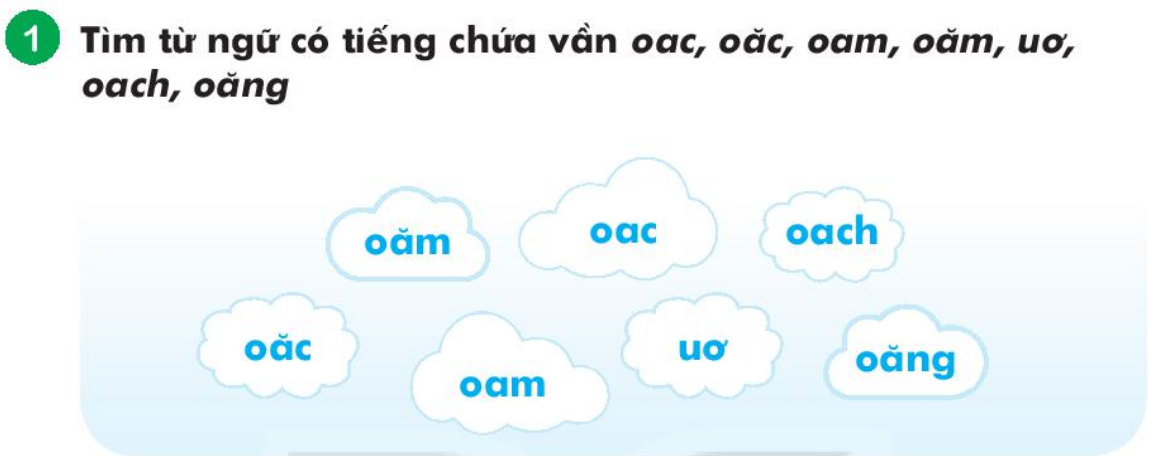 1 Tìm từ ngữ có tiếng chứa vần oac, oăc, oam, oăm, uơ,
oach, oăng
oăm oac oach
oăc oam uơ oăng